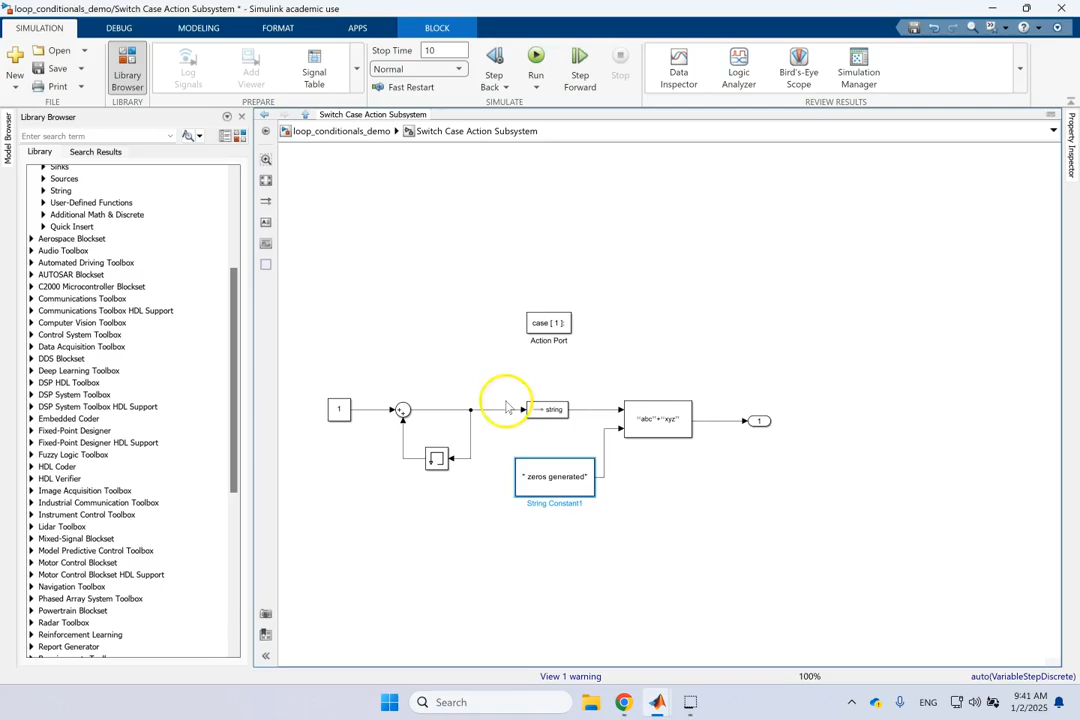 loop_conditionals_demo/Switch Case Action Subsystem * - Simulink academic use
SIMULATION DEBUG MODELING FORMAT APPS BLOCK
New
Open
Save
Print
FILE
Library Browser
LIBRARY
Log Signals
Add Viewer
Signal Table
PREPARE
Stop Time 10
Normal
Fast Restart
Step Back
Run
Step Forward
Stop
SIMULATE
Data Inspector
Logic Analyzer
Bird's-Eye Scope
Simulation Manager
REVIEW RESULTS
Model Browser
Library Browser
Enter search term
Library Search Results
Sinks
Sources
String
User-Defined Functions
Additional Math & Discrete
Quick Insert
Aerospace Blockset
Audio Toolbox
Automated Driving Toolbox
AUTOSAR Blockset
C2000 Microcontroller Blockset
Communications Toolbox
Communications Toolbox HDL Support
Computer Vision Toolbox
Control System Toolbox
Data Acquisition Toolbox
DDS Blockset
Deep Learning Toolbox
DSP HDL Toolbox
DSP System Toolbox
DSP System Toolbox HDL Support
Embedded Coder
Fixed-Point Designer
Fixed-Point Designer HDL Support
Fuzzy Logic Toolbox
HDL Coder
HDL Verifier
Image Acquisition Toolbox
Industrial Communication Toolbox
Instrument Control Toolbox
Lidar Toolbox
Mixed-Signal Blockset
Model Predictive Control Toolbox
Motor Control Blockset
Motor Control Blockset HDL Support
Navigation Toolbox
Phased Array System Toolbox
Powertrain Blockset
Radar Toolbox
Reinforcement Learning
Report Generator
Switch Case Action Subsystem
loop_conditionals_demo Switch Case Action Subsystem
case [ 1 ]:
Action Port
1
++
string
"abc"+"xyz"
1
" zeros generated"
String Constant1
Property Inspector
View 1 warning 100% auto(VariableStepDiscrete)
Search
ENG
9:41 AM
1/2/2025